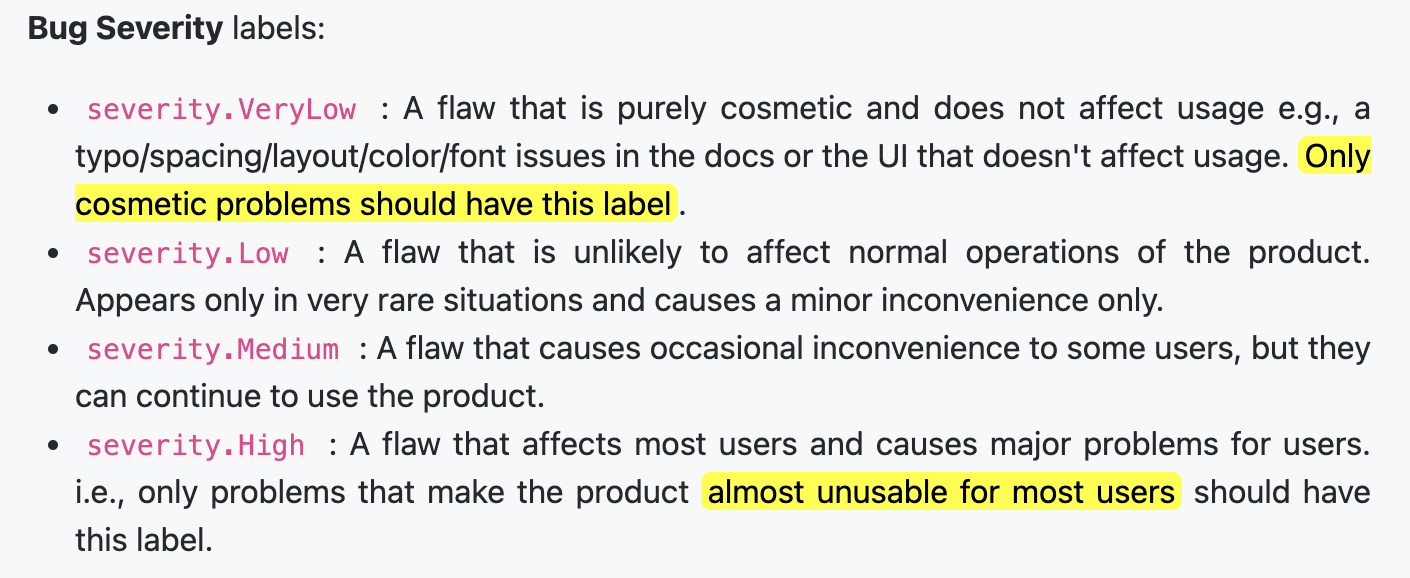 Bug Severity labels:
• severity.VeryLow : A flaw that is purely cosmetic and does not affect usage e.g., a
typo/spacing/layout/color/font issues in the docs or the UI that doesn't affect usage. Only
cosmetic problems should have this label.
• severity.Low : A flaw that is unlikely to affect normal operations of the product.
Appears only in very rare situations and causes a minor inconvenience only.
• severity.Medium : A flaw that causes occasional inconvenience to some users, but they
can continue to use the product.
• severity.High : A flaw that affects most users and causes major problems for users.
i.e., only problems that make the product almost unusable for most users should have
this label.